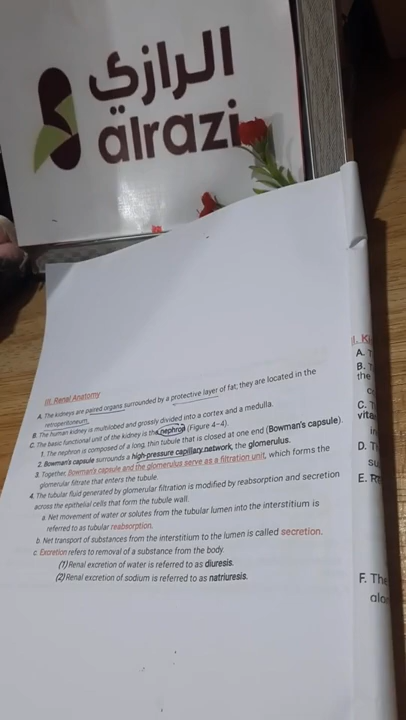 الرازي
alrazi
III. Renal Anatomy
A. The kidneys are paired organs surrounded by a protective layer of fat; they are located in the
retroperitoneum.
B. The human kidney is multilobed and grossly divided into a cortex and a medulla.
C. The basic functional unit of the kidney is the nephron (Figure 4–4).
1. The nephron is composed of a long, thin tubule that is closed at one end (Bowman's capsule).
2. Bowman's capsule surrounds a high-pressure capillary network, the glomerulus.
3. Together, Bowman's capsule and the glomerulus serve as a filtration unit, which forms the
glomerular filtrate that enters the tubule.
4. The tubular fluid generated by glomerular filtration is modified by reabsorption and secretion
across the epithelial cells that form the tubule wall.
a. Net movement of water or solutes from the tubular lumen into the interstitium is
referred to as tubular reabsorption.
b. Net transport of substances from the interstitium to the lumen is called secretion.
c. Excretion refers to removal of a substance from the body.
(1) Renal excretion of water is referred to as diuresis.
(2) Renal excretion of sodium is referred to as natriuresis.
A.
B.
the
C.
D.
E.
F. The